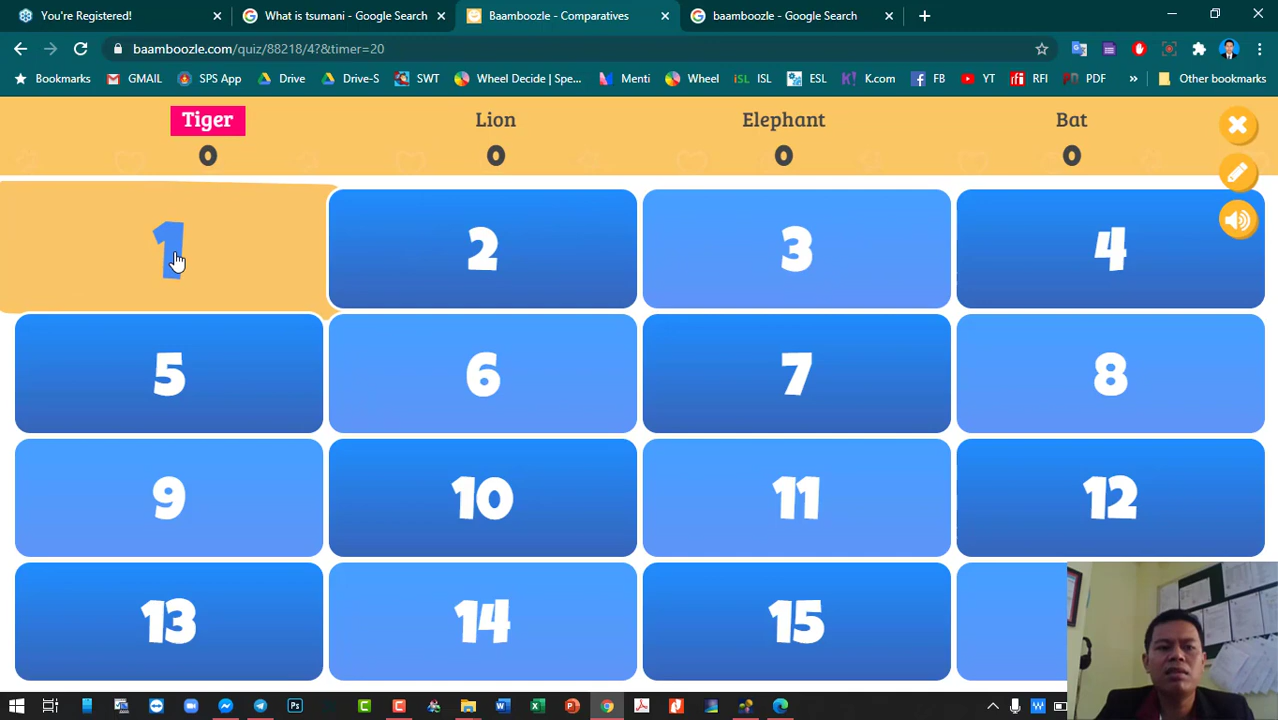 You're Registered!
What is tsumani - Google Search
Baamboozle - Comparatives
baamboozle - Google Search
baamboozle.com/quiz/88218/4?&timer=20
Bookmarks GMAIL SPS App Drive Drive-S SWT Wheel Decide | Spe... Menti Wheel iSL ISL ESL K! K.com FB YT rfi RFI PDF » Other bookmarks
Tiger Lion Elephant Bat
0 0 0 0
1 2 3 4
5 6 7 8
9 10 11 12
13 14 15